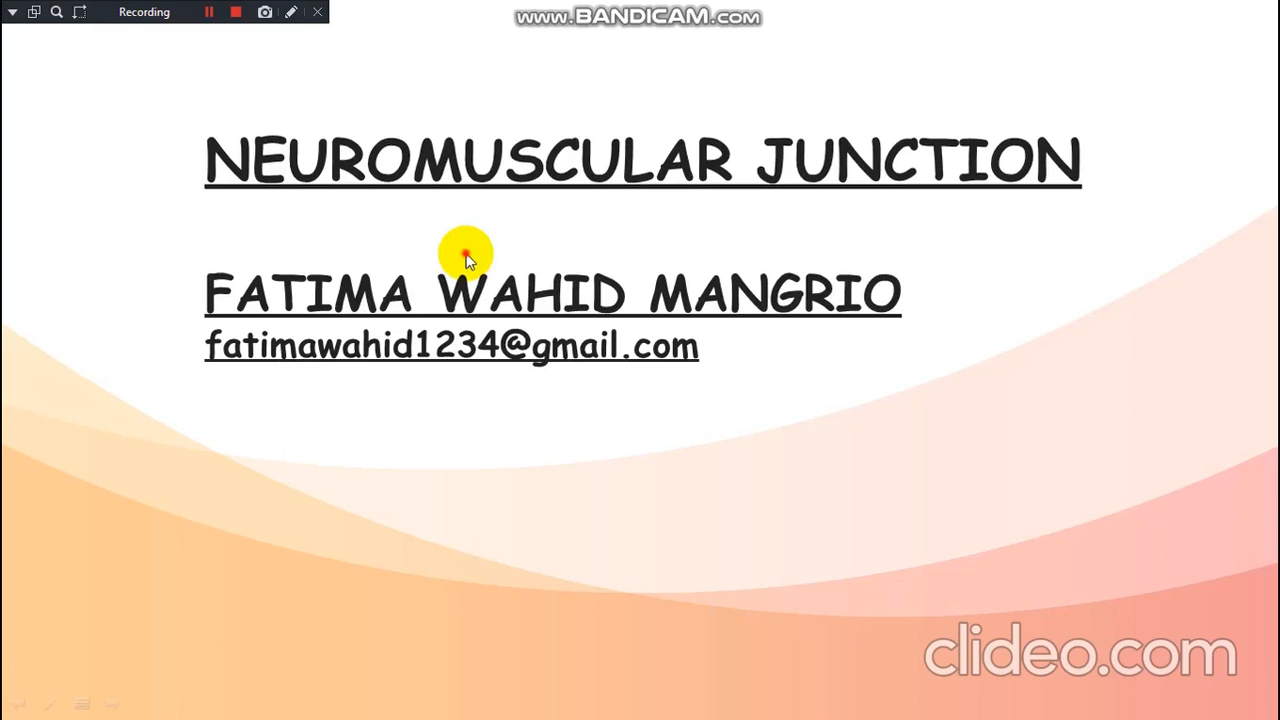 Recording
www.BANDICAM.com
NEUROMUSCULAR JUNCTION
FATIMA WAHID MANGRIO
fatimawahid1234@gmail.com
clideo.com